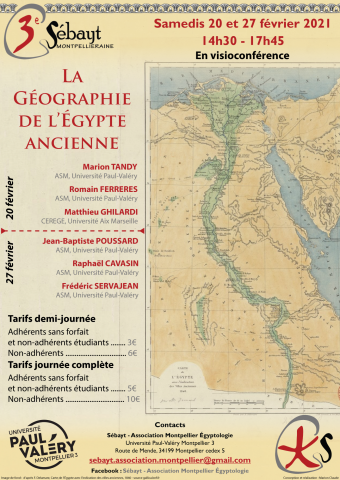 3e Sébayt
MONTPELLIERAINE
Samedis 20 et 27 février 2021
14h30 - 17h45
En visioconférence
LA
GÉOGRAPHIE
DE L'ÉGYPTE
ANCIENNE
20 février
Marion TANDY
ASM, Université Paul-Valéry
Romain FERRERES
ASM, Université Paul-Valéry
Matthieu GHILARDI
CEREGE, Université Aix Marseille
27 février
Jean-Baptiste POUSSARD
ASM, Université Paul-Valéry
Raphaël CAVASIN
ASM, Université Paul-Valéry
Frédéric SERVAJEAN
ASM, Université Paul-Valéry
Tarifs demi-journée
Adhérents sans forfait
et non-adhérents étudiants ....... 3€
Non-adhérents ............................ 6€
Tarifs journée complète
Adhérents sans forfait
et non-adhérents étudiants ....... 5€
Non-adhérents ........................... 10€
CARTE
DE
L'ÉGYPTE
UNIVERSITÉ
PAUL
VALÉRY
MONTPELLIER 3
Contacts
Sébayt - Association Montpellier Égyptologie
Université Paul-Valéry Montpellier 3
Route de Mende, 34199 Montpellier cedex 5
sebayt.association.montpellier@gmail.com
Facebook : Sébayt - Association Montpellier Égyptologie